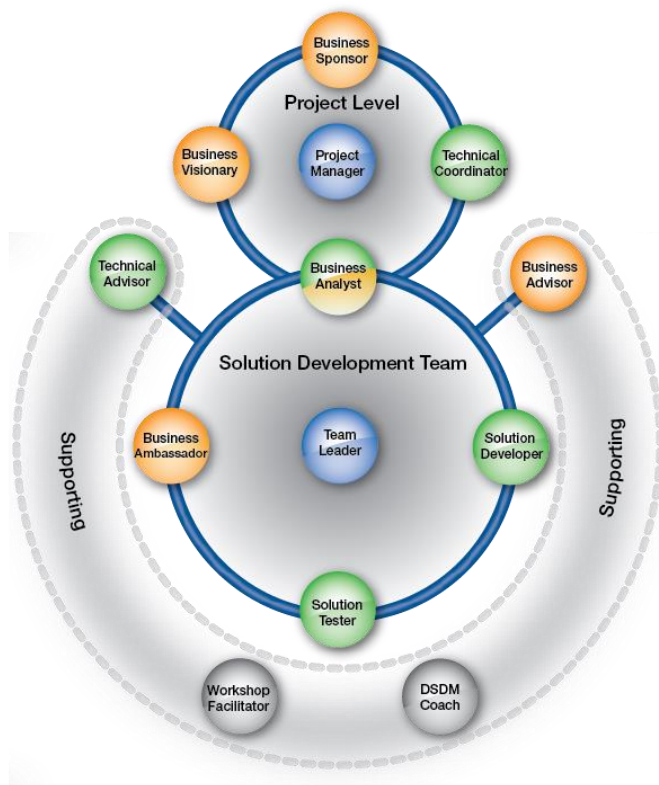 Business
Sponsor
Project Level
Business
Visionary
Project
Manager
Technical
Coordinator
Technical
Advisor
Business
Analyst
Business
Advisor
Solution Development Team
Business
Ambassador
Team
Leader
Solution
Developer
Supporting
Supporting
Solution
Tester
Workshop
Facilitator
DSDM
Coach